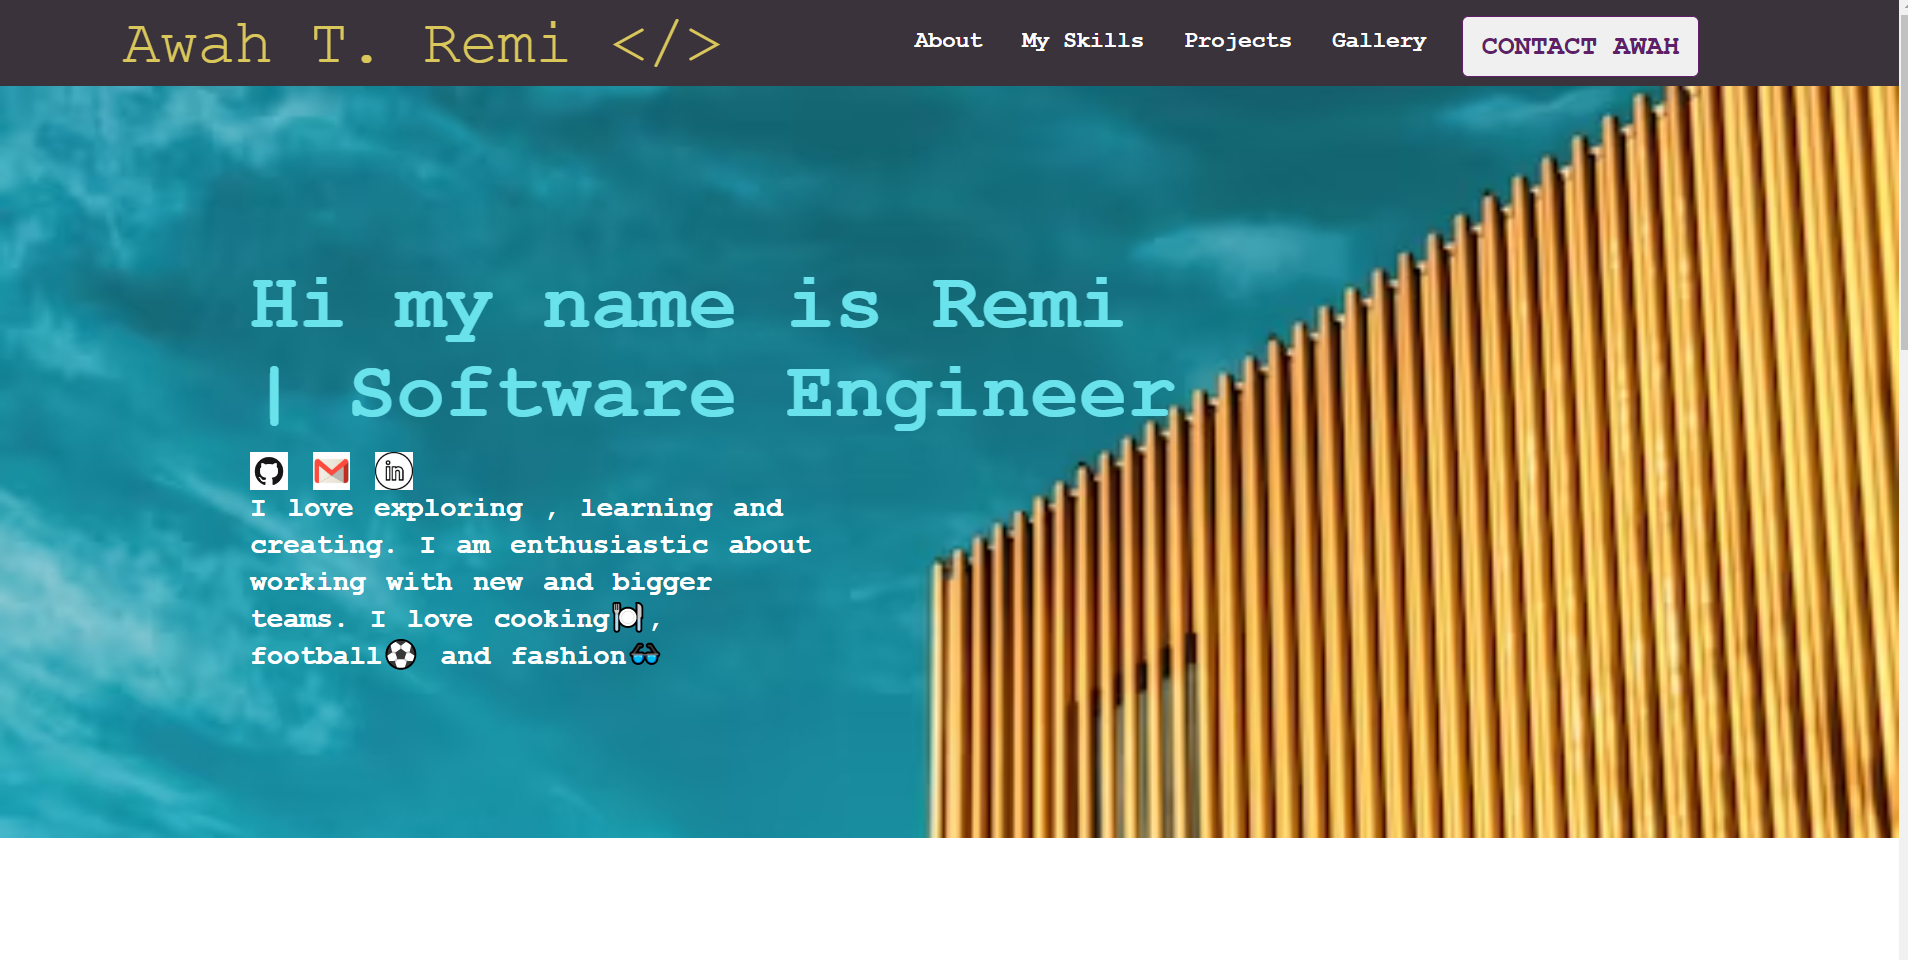 Awah T. Remi </>
About My Skills Projects Gallery CONTACT AWAH
Hi my name is Remi
| Software Engineer
in
I love exploring , learning and
creating. I am enthusiastic about
working with new and bigger
teams. I love cooking🍽️,
football⚽ and fashion🕶️